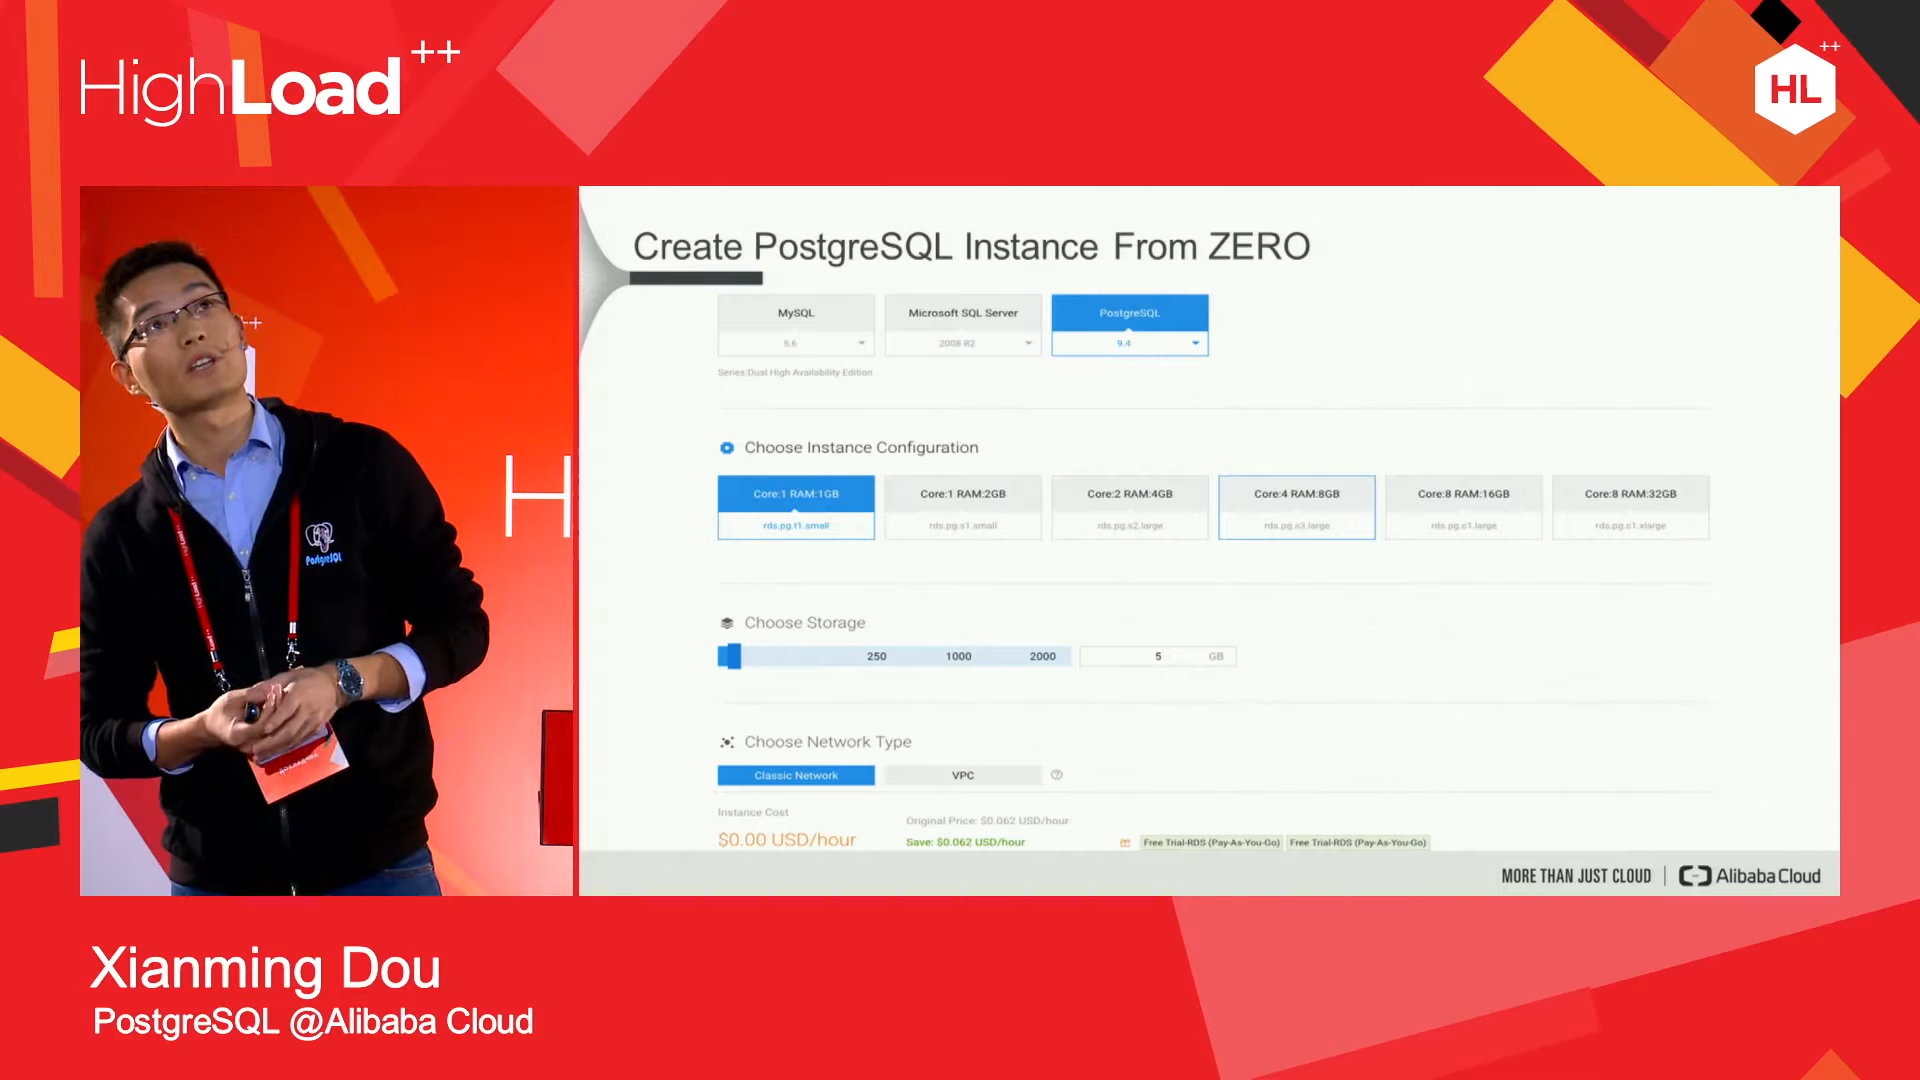 HighLoad++
HL++
Create PostgreSQL Instance From ZERO
MySQL
Microsoft SQL Server
PostgreSQL
5.6
2008 R2
9.4
Series:Dual High Availability Edition
Choose Instance Configuration
Core:1 RAM:1GB
Core:1 RAM:2GB
Core:2 RAM:4GB
Core:4 RAM:8GB
Core:8 RAM:16GB
Core:8 RAM:32GB
rds.pg.t1.small
rds.pg.s1.small
rds.pg.s2.large
rds.pg.s3.large
rds.pg.c1.large
rds.pg.c1.xlarge
Choose Storage
250 1000 2000
5 GB
Choose Network Type
Classic Network
VPC
Instance Cost
Original Price: $0.062 USD/hour
$0.00 USD/hour
Save: $0.062 USD/hour
Free Trial-RDS (Pay-As-You-Go)
Free Trial-RDS (Pay-As-You-Go)
MORE THAN JUST CLOUD | Alibaba Cloud
PostgreSQL
H
++
Xianming Dou
PostgreSQL @Alibaba Cloud